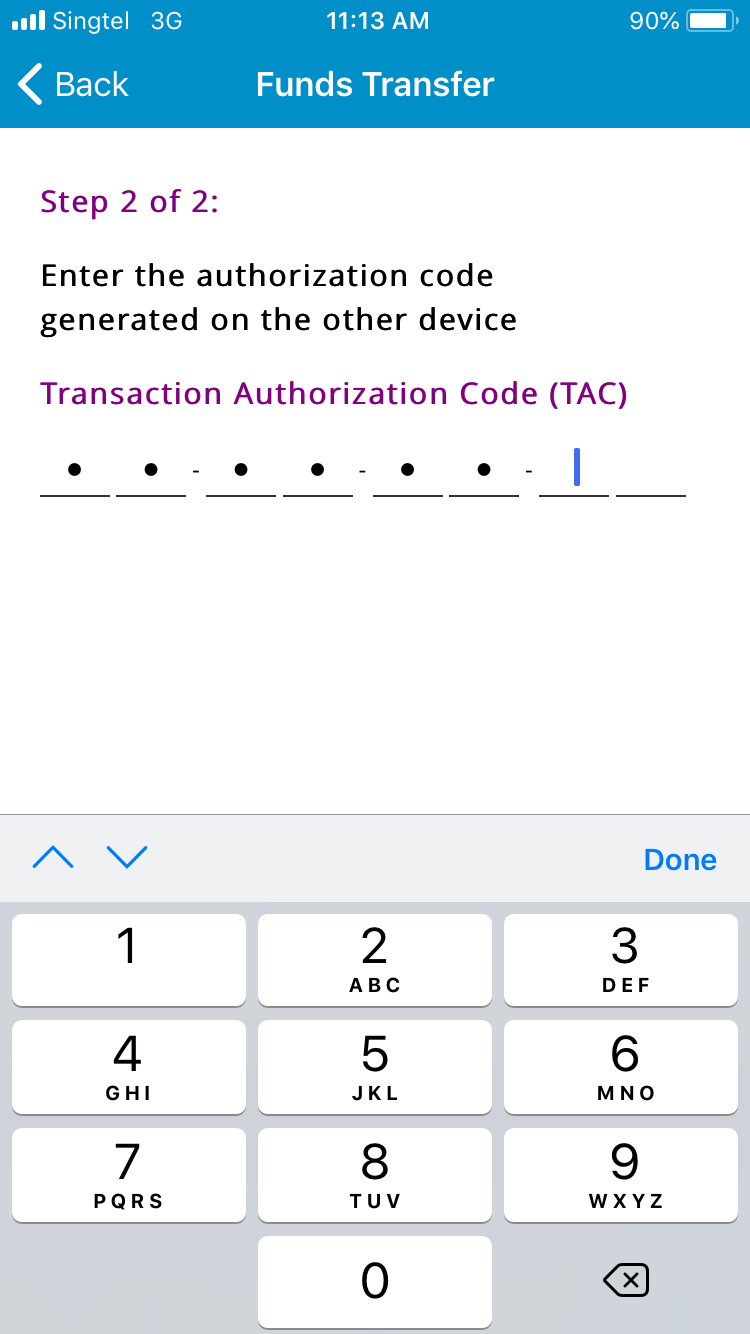 Singtel 3G 11:13 AM 90%
Back Funds Transfer
Step 2 of 2:
Enter the authorization code
generated on the other device
Transaction Authorization Code (TAC)
• • - • • - • • -
Done
1 2 3
ABC DEF
4 5 6
GHI JKL MNO
7 8 9
PQRS TUV WXYZ
0